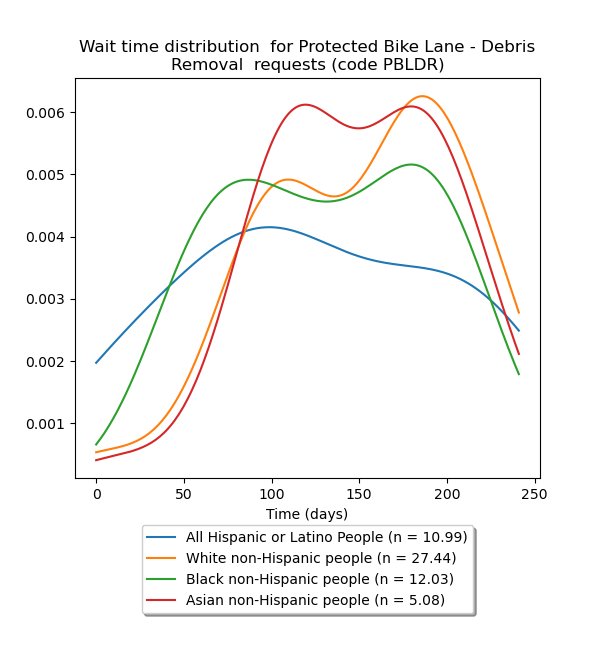 Wait time distribution  for Protected Bike Lane - Debris
Removal  requests (code PBLDR)
0.006
0.005
0.004
0.003
0.002
0.001
0 50 100 150 200 250
Time (days)
All Hispanic or Latino People (n = 10.99)
White non-Hispanic people (n = 27.44)
Black non-Hispanic people (n = 12.03)
Asian non-Hispanic people (n = 5.08)